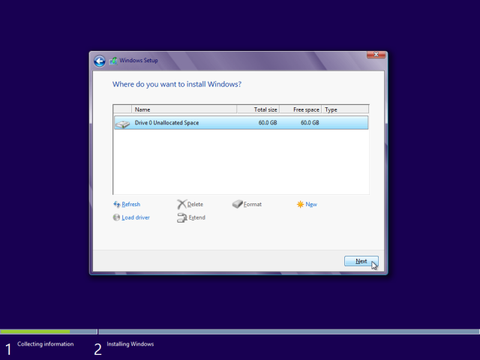 Windows Setup
Where do you want to install Windows?
Name Total size Free space Type
Drive 0 Unallocated Space 60.0 GB 60.0 GB
Refresh Delete Format New
Load driver Extend
Next
1 Collecting information 2 Installing Windows